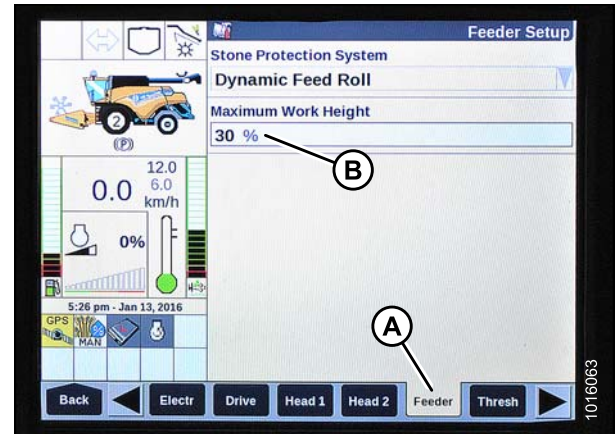 Feeder Setup
Stone Protection System
Dynamic Feed Roll
Maximum Work Height
30 %
B
2
(P)
12.0
0.0 6.0
km/h
0%
5:26 pm - Jan 13, 2016
GPS
MAN
A
Back Electr Drive Head 1 Head 2 Feeder Thresh
1016063